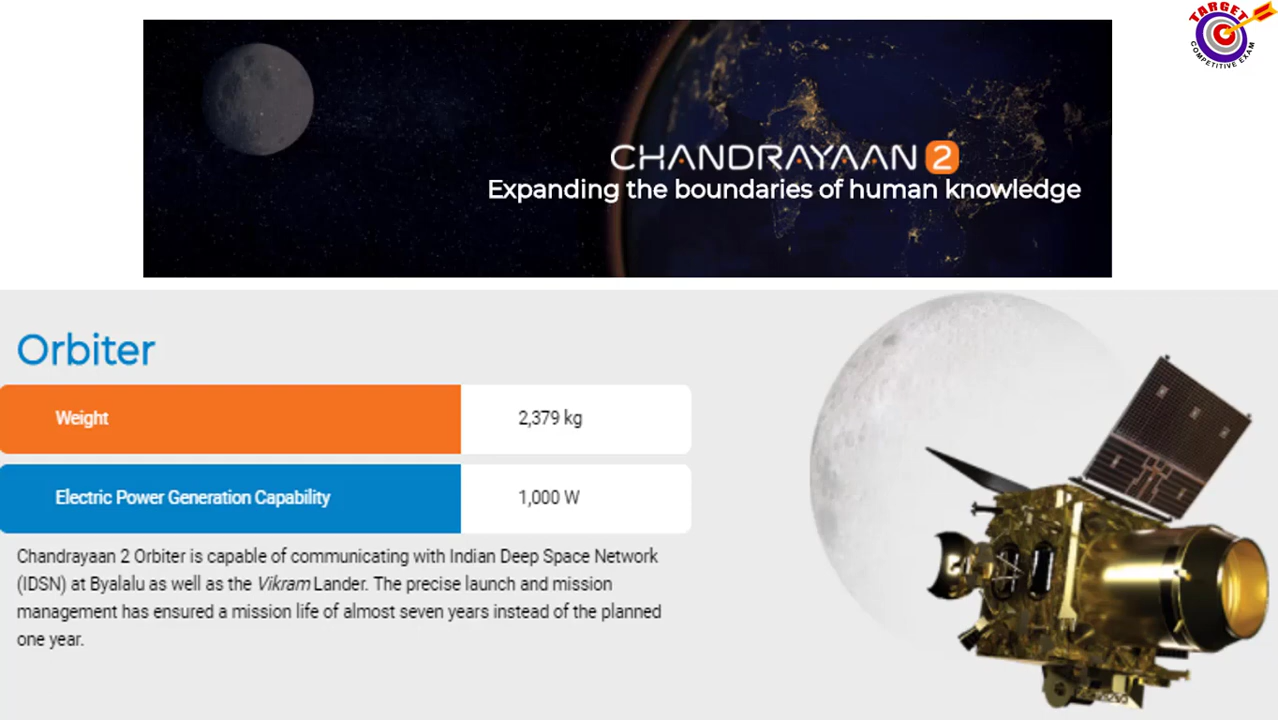 TARGET
COMPETITIVE EXAM
CHANDRAYAAN 2
Expanding the boundaries of human knowledge
Orbiter
Weight 2,379 kg
Electric Power Generation Capability 1,000 W
Chandrayaan 2 Orbiter is capable of communicating with Indian Deep Space Network
(IDSN) at Byalalu as well as the Vikram Lander. The precise launch and mission
management has ensured a mission life of almost seven years instead of the planned
one year.